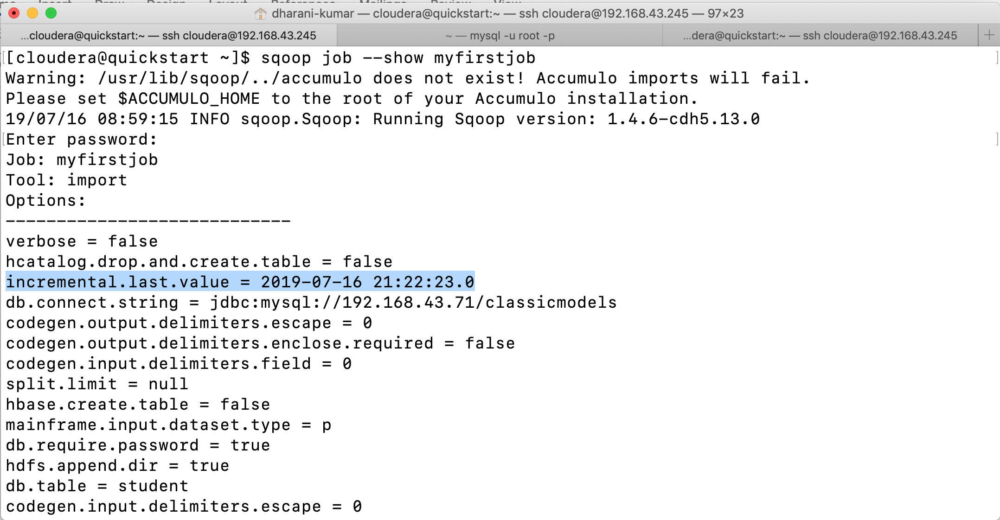 dharani-kumar — cloudera@quickstart:~ — ssh cloudera@192.168.43.245 — 97×23
...cloudera@quickstart:~ — ssh cloudera@192.168.43.245
~ — mysql -u root -p
...dera@quickstart:~ — ssh cloudera@192.168.43.245
[cloudera@quickstart ~]$ sqoop job --show myfirstjob
Warning: /usr/lib/sqoop/../accumulo does not exist! Accumulo imports will fail.
Please set $ACCUMULO_HOME to the root of your Accumulo installation.
19/07/16 08:59:15 INFO sqoop.Sqoop: Running Sqoop version: 1.4.6-cdh5.13.0
Enter password:
Job: myfirstjob
Tool: import
Options:
----------------------------
verbose = false
hcatalog.drop.and.create.table = false
incremental.last.value = 2019-07-16 21:22:23.0
db.connect.string = jdbc:mysql://192.168.43.71/classicmodels
codegen.output.delimiters.escape = 0
codegen.output.delimiters.enclose.required = false
codegen.input.delimiters.field = 0
split.limit = null
hbase.create.table = false
mainframe.input.dataset.type = p
db.require.password = true
hdfs.append.dir = true
db.table = student
codegen.input.delimiters.escape = 0